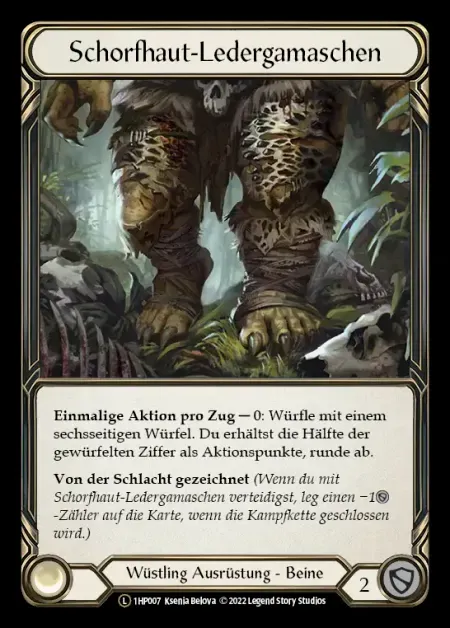 Schorfhaut-Ledergamaschen
Einmalige Aktion pro Zug — 0: Würfle mit einem
sechsseitigen Würfel. Du erhältst die Hälfte der
gewürfelten Ziffer als Aktionspunkte, runde ab.
Von der Schlacht gezeichnet (Wenn du mit
Schorfhaut-Ledergamaschen verteidigst, leg einen −1
-Zähler auf die Karte, wenn die Kampfkette geschlossen
wird.)
Wüstling Ausrüstung - Beine
2
L 1HP007 Ksenia Belova ©2022 Legend Story Studios